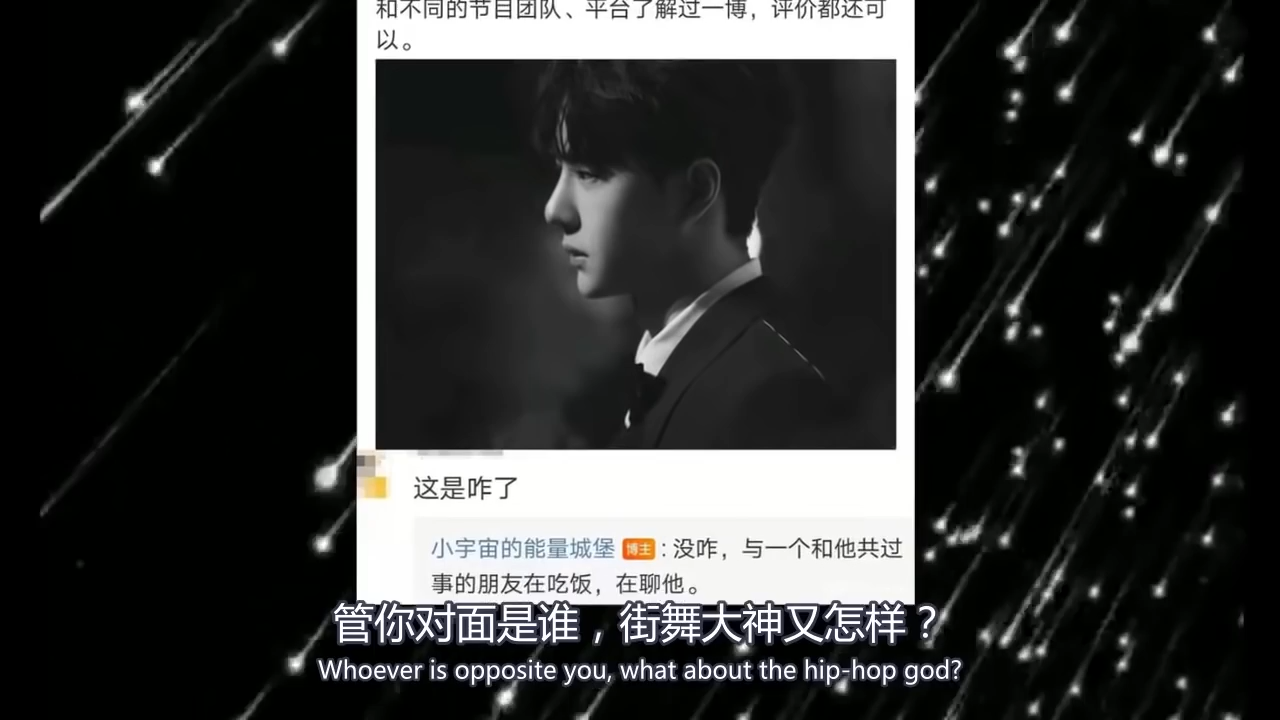 和不同的节目团队、平台了解过一博，评价都还可
以。
这是咋了
小宇宙的能量城堡 博主：没咋，与一个和他共过
事的朋友在吃饭，在聊他。
管你对面是谁，街舞大神又怎样？
Whoever is opposite you, what about the hip-hop god?